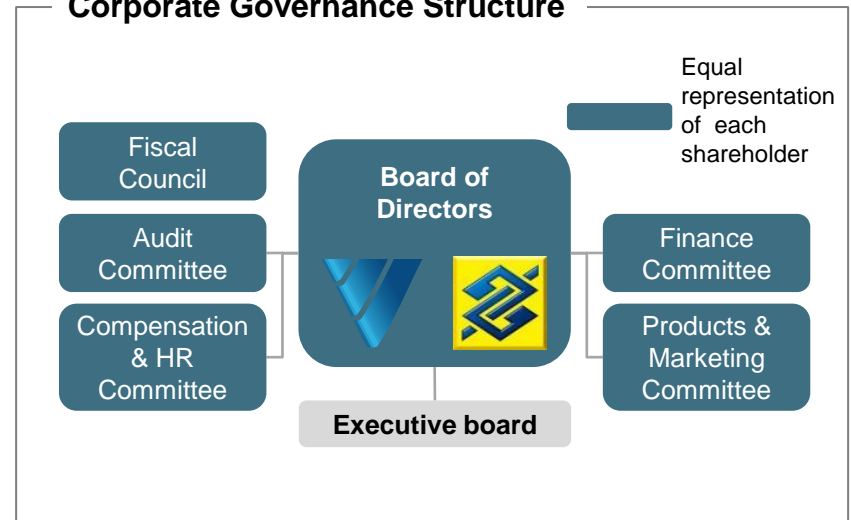 Corporate Governance Structure
Equal
representation
of each
shareholder
Fiscal
Council
Board of
Directors
Audit
Committee
Finance
Committee
Compensation
& HR
Committee
Products &
Marketing
Committee
Executive board